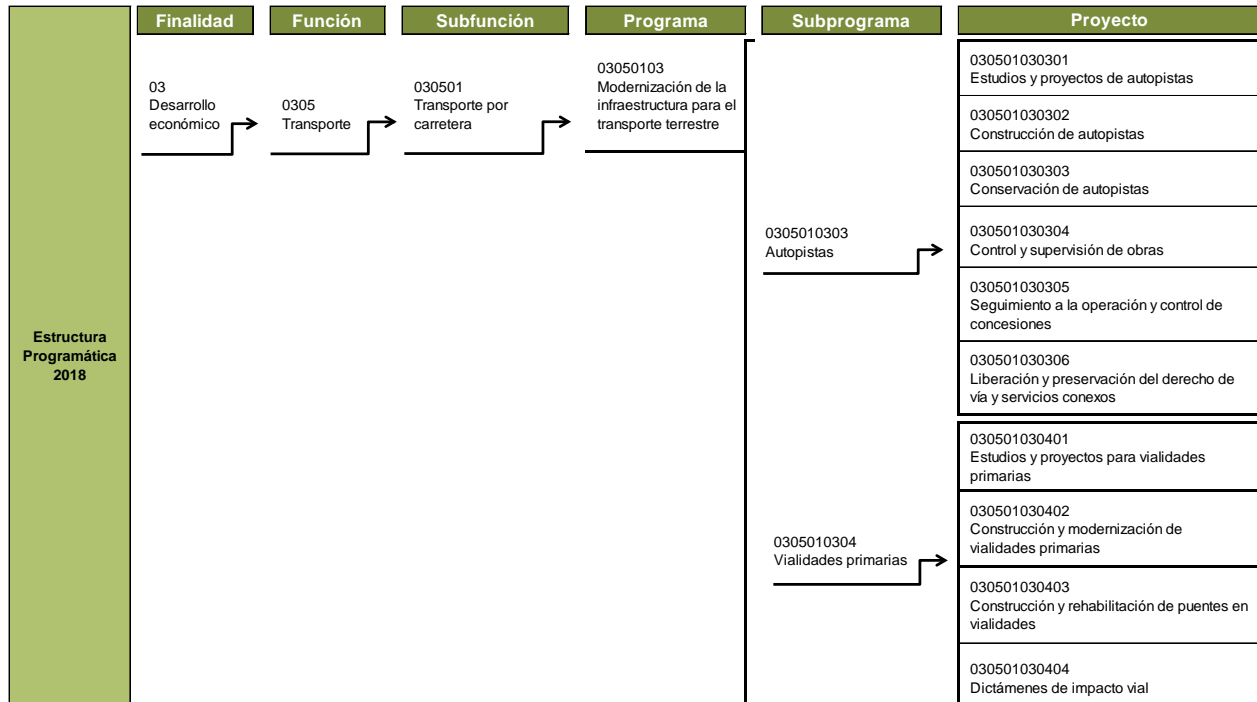 Finalidad
Función
Subfunción
Programa
Subprograma
Proyecto
Estructura
Programática
2018
03
Desarrollo
económico
0305
Transporte
030501
Transporte por
carretera
03050103
Modernización de la
infraestructura para el
transporte terrestre
0305010303
Autopistas
030501030301
Estudios y proyectos de autopistas
030501030302
Construcción de autopistas
030501030303
Conservación de autopistas
030501030304
Control y supervisión de obras
030501030305
Seguimiento a la operación y control de
concesiones
030501030306
Liberación y preservación del derecho de
vía y servicios conexos
0305010304
Vialidades primarias
030501030401
Estudios y proyectos para vialidades
primarias
030501030402
Construcción y modernización de
vialidades primarias
030501030403
Construcción y rehabilitación de puentes en
vialidades
030501030404
Dictámenes de impacto vial